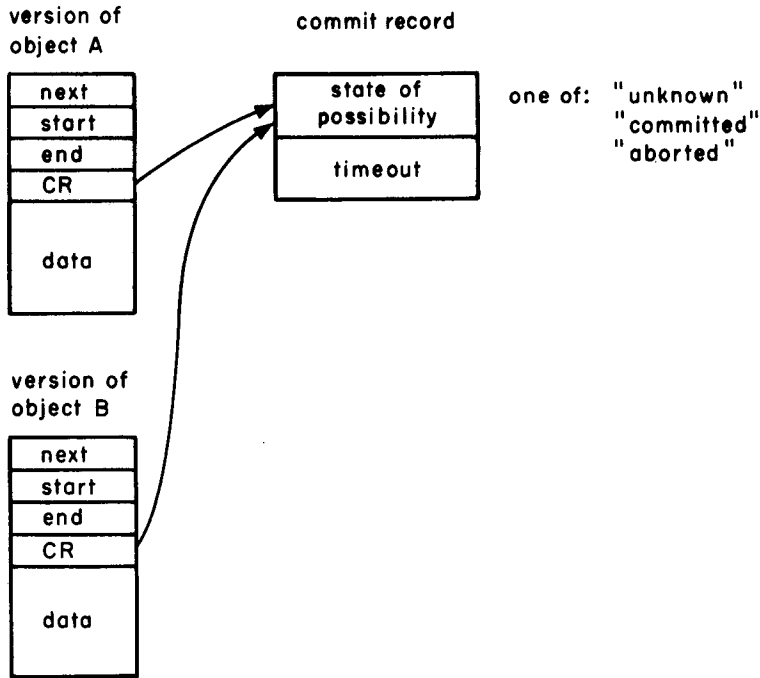 version of
object A
next
start
end
CR
data
commit record
state of
possibility
timeout
one of: "unknown"
"committed"
"aborted"
version of
object B
next
start
end
CR
data